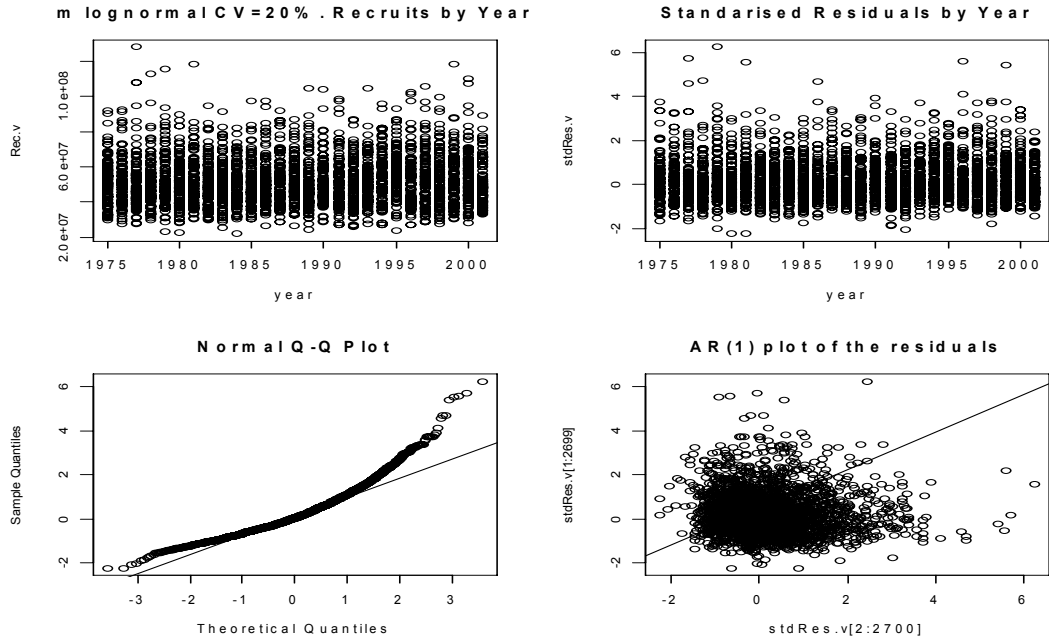 m lognormal CV=20% . Recruits by Year
Rec.v
2.0e+07 6.0e+07 1.0e+08
1975 1980 1985 1990 1995 2000
year
Standarised Residuals by Year
stdRes.v
-2 0 2 4 6
1975 1980 1985 1990 1995 2000
year
Normal Q-Q Plot
Sample Quantiles
-2 0 2 4 6
-3 -2 -1 0 1 2 3
Theoretical Quantiles
AR(1) plot of the residuals
stdRes.v[1:2699]
-2 0 2 4 6
-2 0 2 4 6
stdRes.v[2:2700]